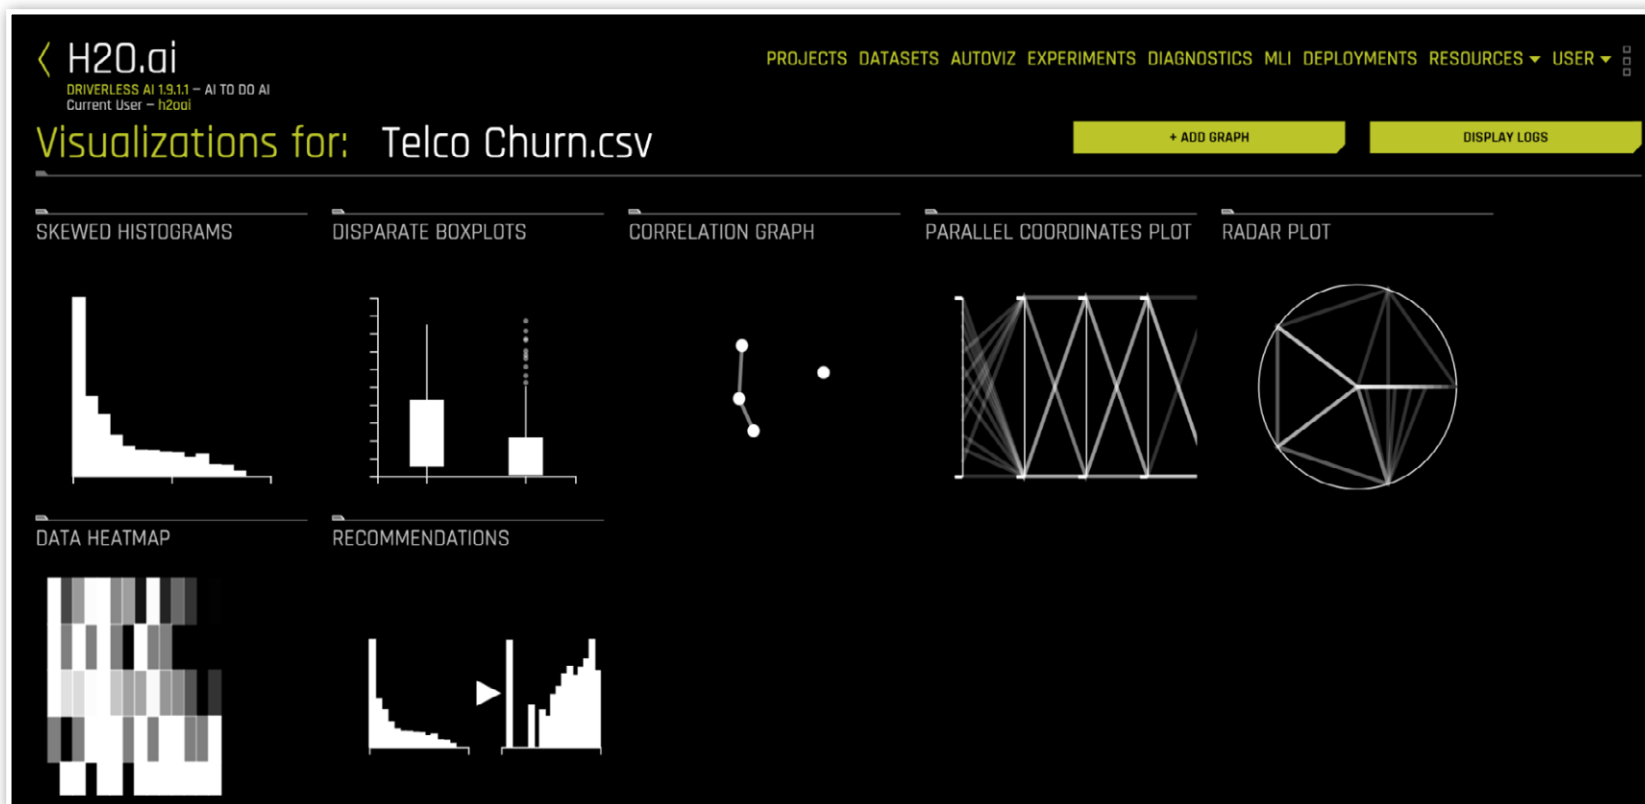 H2O.ai
DRIVERLESS AI 1.9.1.1 – AI TO DO AI
Current User – h2oai
PROJECTS DATASETS AUTOVIZ EXPERIMENTS DIAGNOSTICS MLI DEPLOYMENTS RESOURCES USER
Visualizations for: Telco Churn.csv
+ ADD GRAPH
DISPLAY LOGS
SKEWED HISTOGRAMS
DISPARATE BOXPLOTS
CORRELATION GRAPH
PARALLEL COORDINATES PLOT
RADAR PLOT
DATA HEATMAP
RECOMMENDATIONS